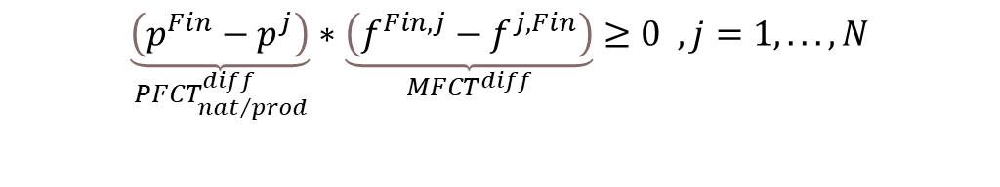 (p^{Fin} − p^{j}) * (f^{Fin,j} − f^{j,Fin}) ≥ 0 , j = 1,...,N
PFCT^{diff}_{nat/prod} MFCT^{diff}